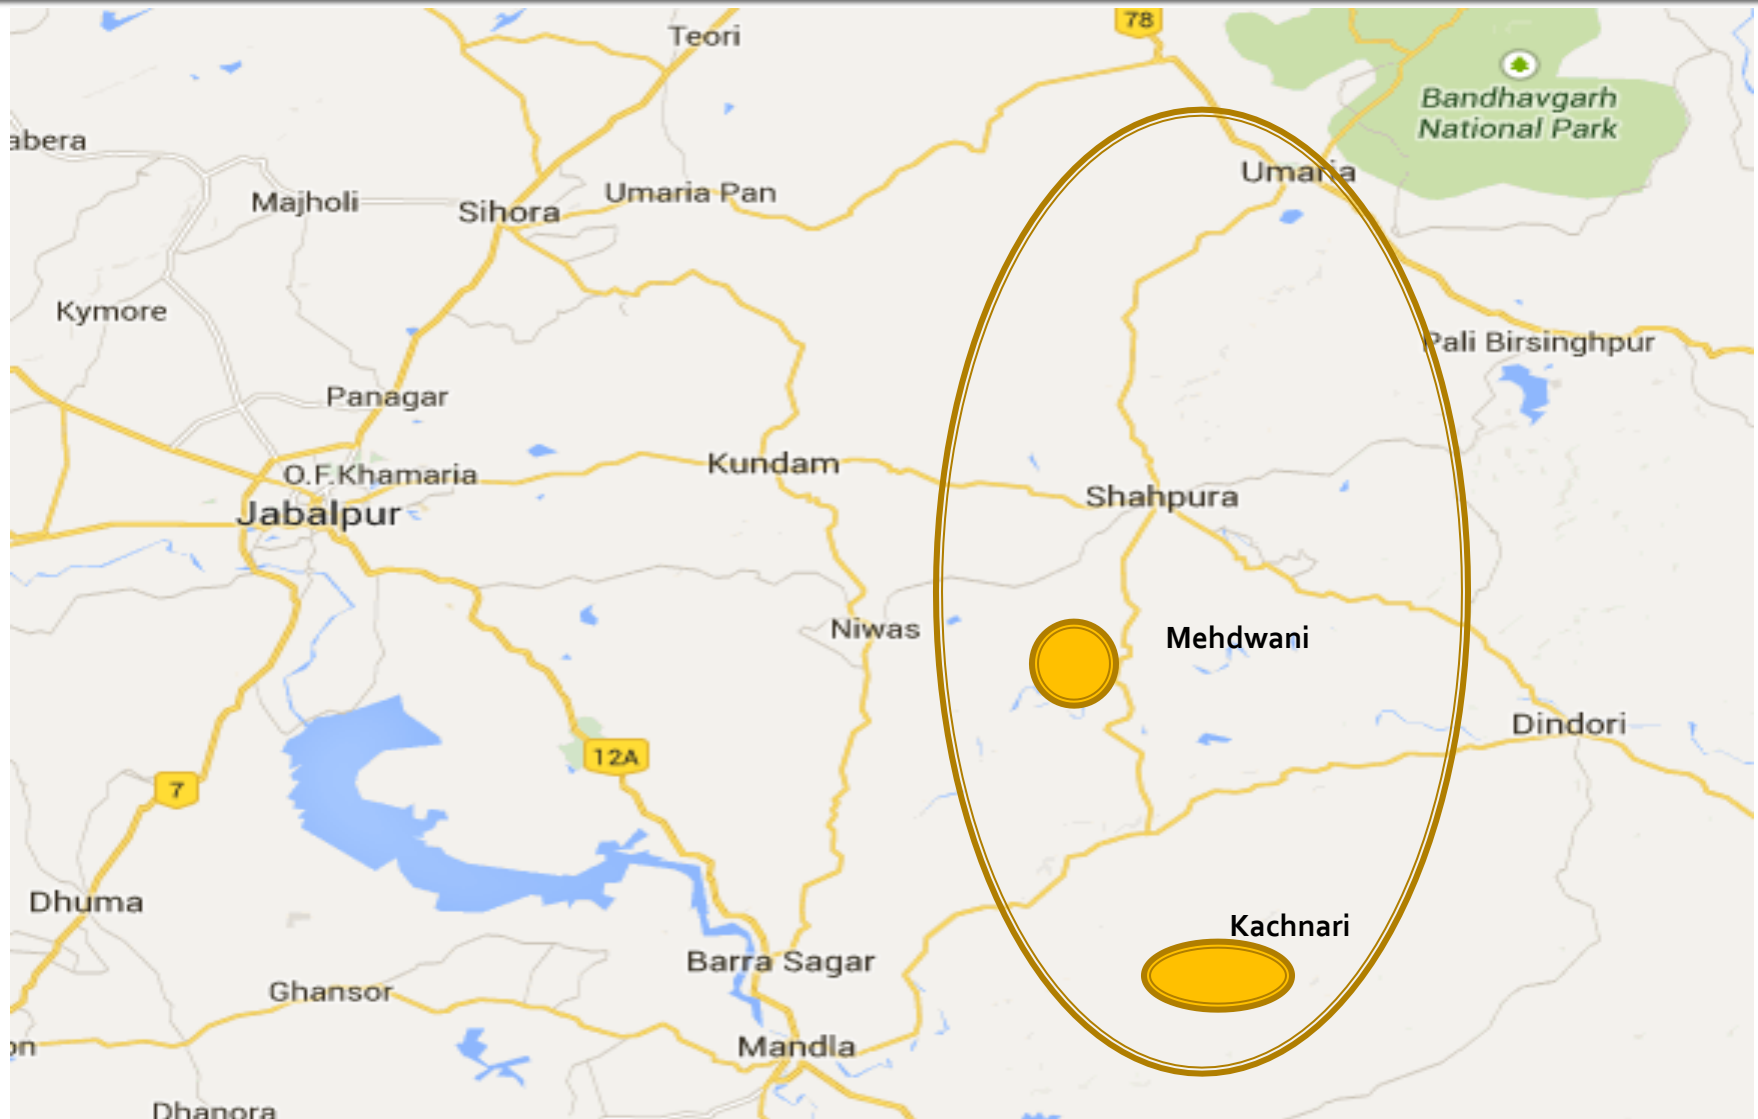 78
Teori
Bandhavgarh
National Park
abera
Umaria
Umaria Pan
Majholi
Sihora
Kymore
Pali Birsinghpur
Panagar
Kundam
O.F.Khamaria
Shahpura
Jabalpur
Niwas
Mehdwani
Dindori
12A
7
Dhuma
Kachnari
Barra Sagar
Ghansor
on
Mandla
Dhanora